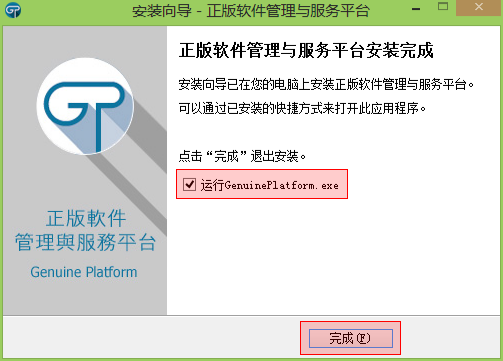 安装向导 - 正版软件管理与服务平台
正版软件管理与服务平台安装完成
安装向导已在您的电脑上安装正版软件管理与服务平台。
可以通过已安装的快捷方式来打开此应用程序。
点击“完成”退出安装。
运行GenuinePlatform.exe
GP
正版軟件
管理與服務平台
Genuine Platform
完成(F)